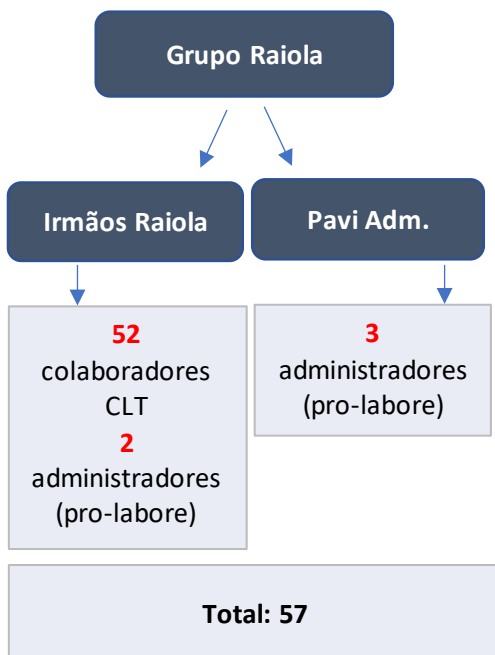 Grupo Raiola
Irmãos Raiola
Pavi Adm.
52
colaboradores
CLT
2
administradores
(pro-labore)
3
administradores
(pro-labore)
Total: 57